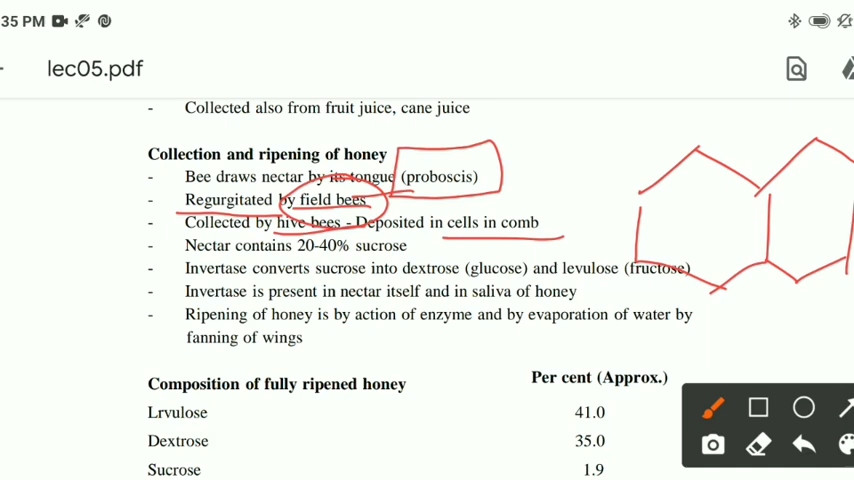 35 PM
lec05.pdf
- Collected also from fruit juice, cane juice
Collection and ripening of honey
- Bee draws nectar by its tongue (proboscis)
- Regurgitated by field bees
- Collected by hive bees - Deposited in cells in comb
- Nectar contains 20-40% sucrose
- Invertase converts sucrose into dextrose (glucose) and levulose (fructose)
- Invertase is present in nectar itself and in saliva of honey
- Ripening of honey is by action of enzyme and by evaporation of water by
fanning of wings
Composition of fully ripened honey Per cent (Approx.)
Lrvulose 41.0
Dextrose 35.0
Sucrose 1.9